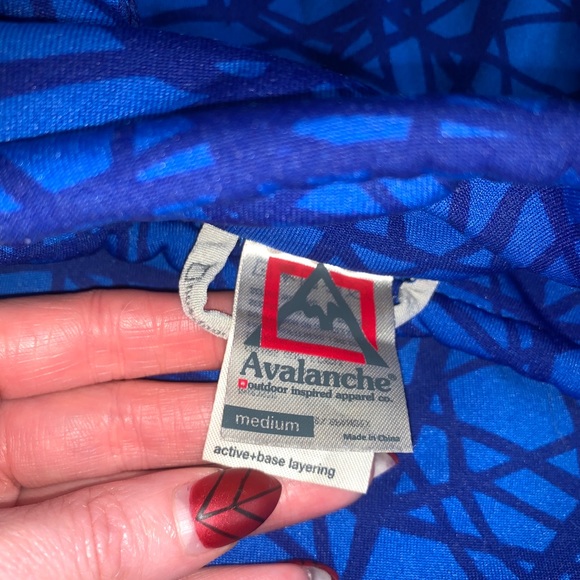 Avalanche®
outdoor inspired apparel co.
medium
Made in China
active+base layering